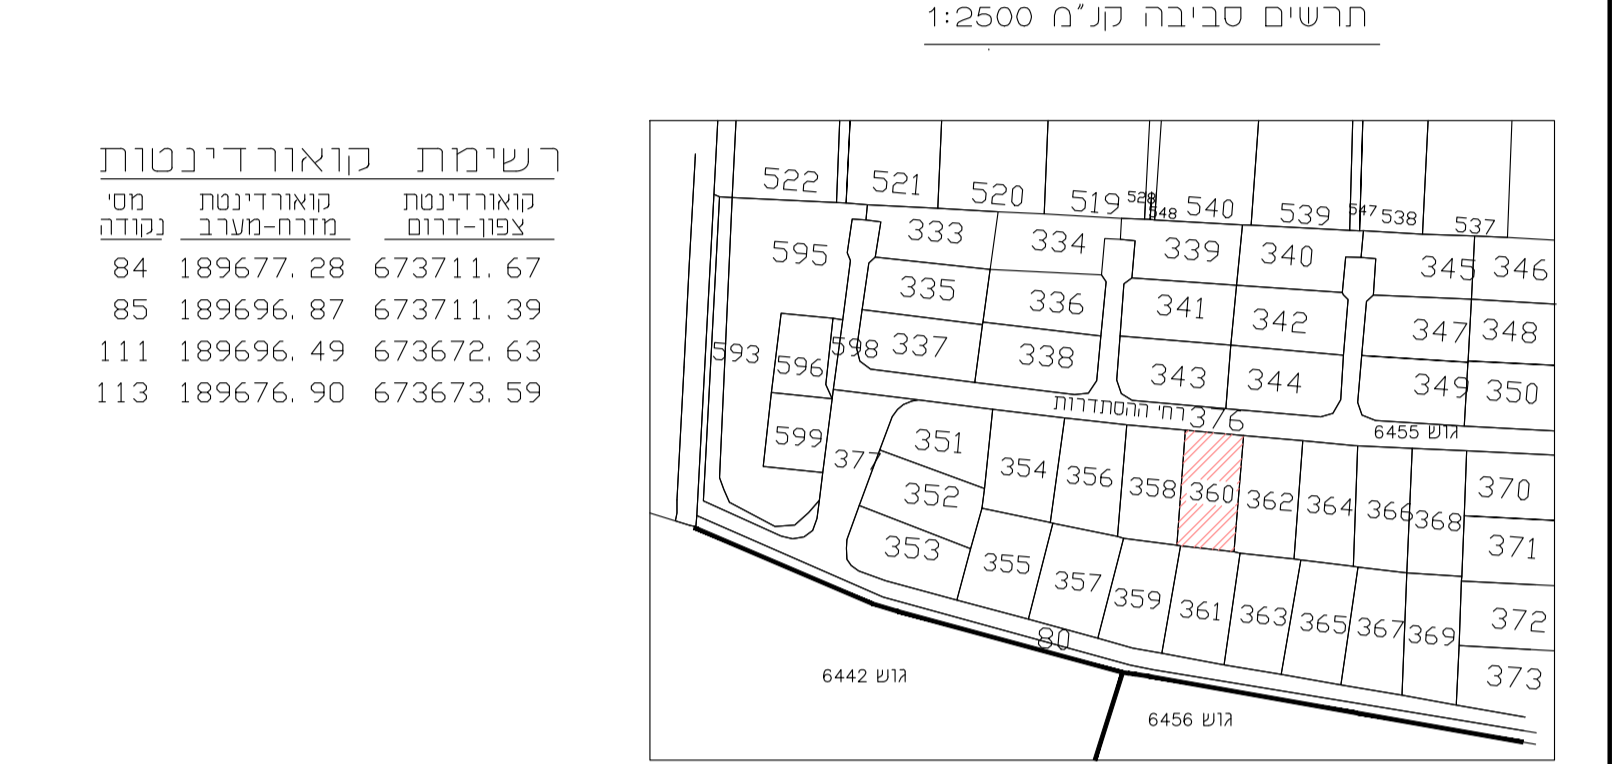 תרשים סביבה קנ"מ 1:2500
רשימת קואורדינטות
מס' נקודה
קואורדינטת מזרח-מערב
קואורדינטת צפון-דרום
84 189677.28 673711.67
85 189696.87 673711.39
111 189696.49 673672.63
113 189676.90 673673.59
522 521 520 519 528 548 540 539 547 538 537
595 333 334 339 340 345 346
335 336 341 342 347 348
593 596 598 337 338 343 344 349 350
רחי ההסתדרות 376
גוש 6455
599 377 351 354 356 358 360 362 364 366 368 370
352 371
353 355 357 359 361 363 365 367 369 372
80 373
גוש 6442
גוש 6456